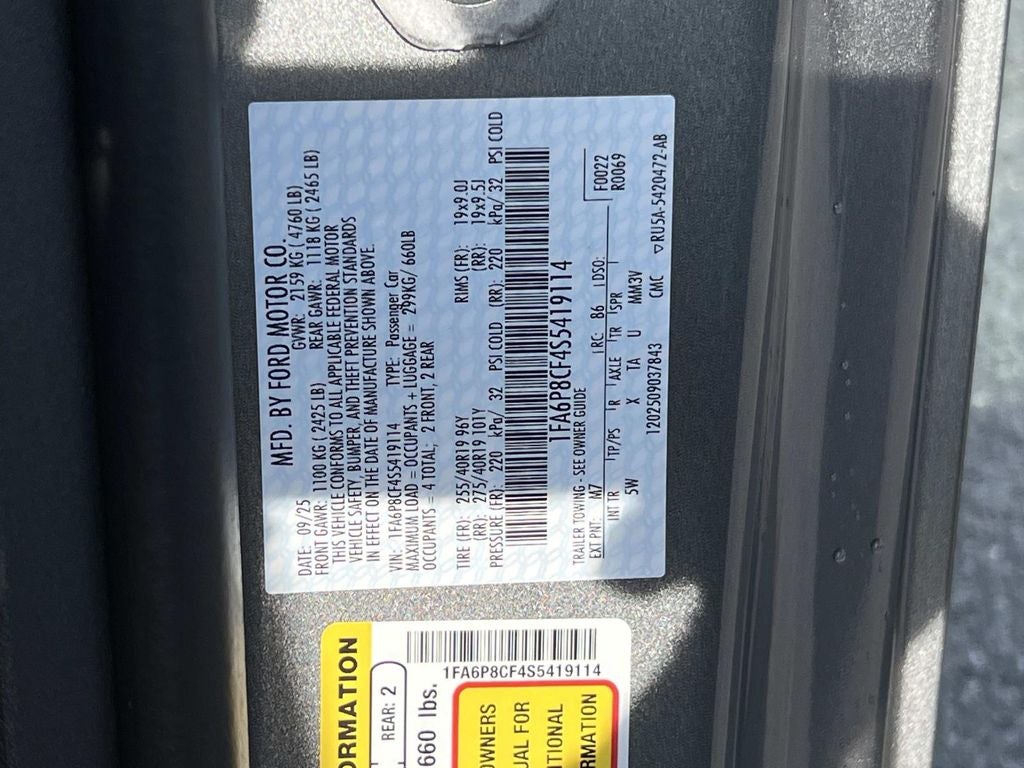 MFD. BY FORD MOTOR CO.
DATE: 09/25 GVWR: 2159 KG ( 4760 LB)
FRONT GAWR: 1100 KG ( 2425 LB) REAR GAWR: 1118 KG ( 2465 LB)
THIS VEHICLE CONFORMS TO ALL APPLICABLE FEDERAL MOTOR
VEHICLE SAFETY, BUMPER, AND THEFT PREVENTION STANDARDS
IN EFFECT ON THE DATE OF MANUFACTURE SHOWN ABOVE.
VIN: 1FA6P8CF4S5419114 TYPE: Passenger Car
MAXIMUM LOAD = OCCUPANTS + LUGGAGE = 299KG/ 660LB
OCCUPANTS = 4 TOTAL; 2 FRONT, 2 REAR
TIRE (FR): 255/40R19 96Y RIMS (FR): 19x9.0J
(RR): 275/40R19 101Y (RR): 19x9.5J
PRESSURE (FR): 220 kPa/ 32 PSI COLD (RR): 220 kPa/ 32 PSI COLD
1FA6P8CF4S5419114
TRAILER TOWING - SEE OWNER GUIDE
EXT PNT: M7 RC: 86 DSO: F0022
R0069
INT TR TP/PS R AXLE TR SPR
5W X TA U MM3V
1202509037843 CMC ▽RU5A-5420472-AB
ORMATION
REAR: 2
660 lbs.
1FA6P8CF4S5419114
OWNERS
UAL FOR
ITIONAL
RMATION